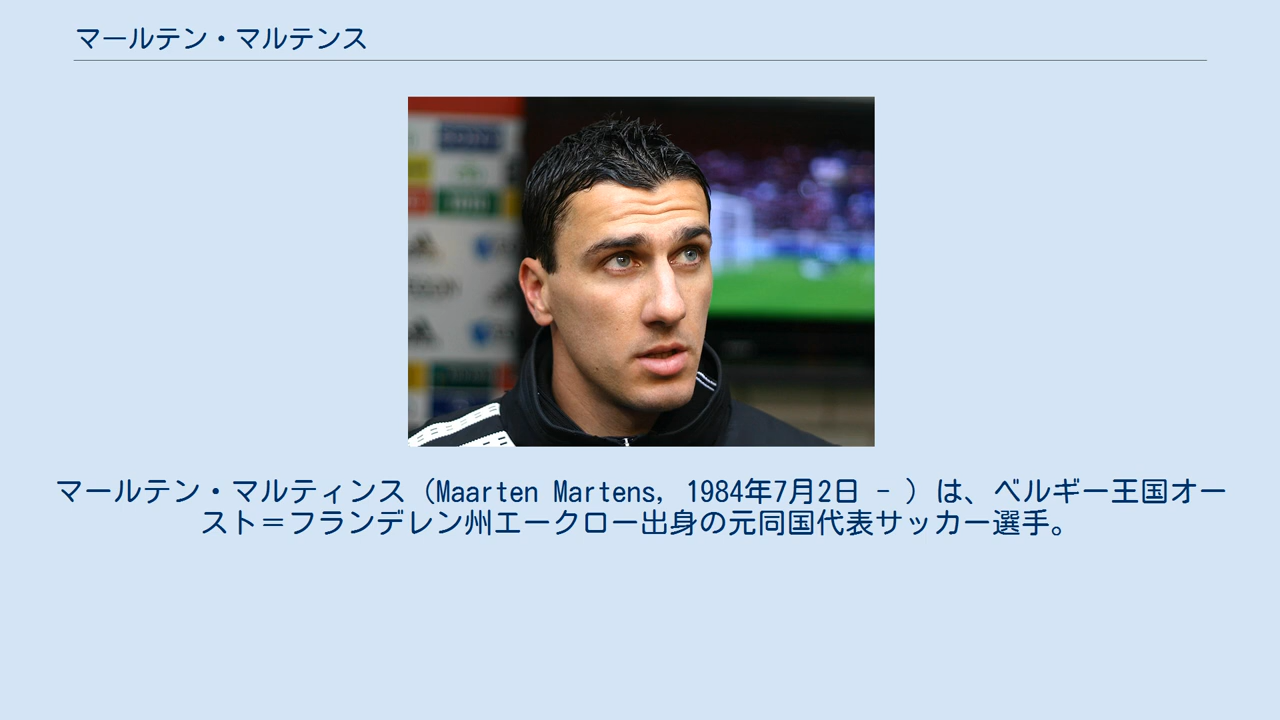 マールテン・マルテンス
マールテン・マルティンス（Maarten Martens, 1984年7月2日 - ）は、ベルギー王国オー
スト＝フランデレン州エークロー出身の元同国代表サッカー選手。